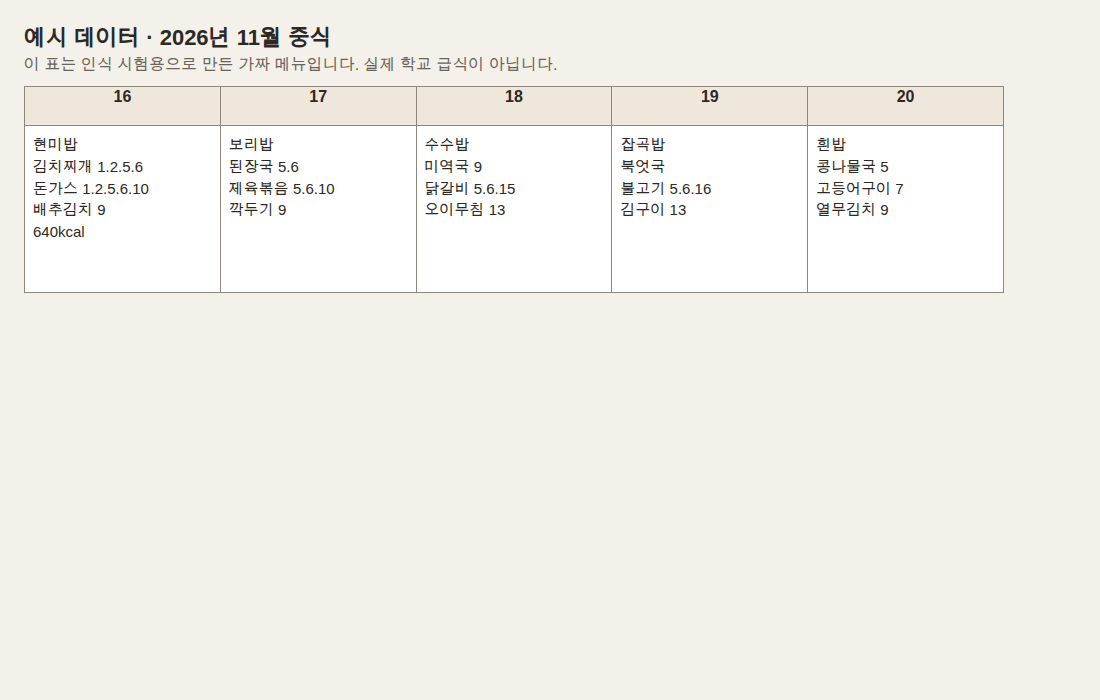 예시 데이터 · 2026년 11월 중식
이 표는 인식 시험용으로 만든 가짜 메뉴입니다. 실제 학교 급식이 아닙니다.
16
현미밥
김치찌개 1.2.5.6
돈가스 1.2.5.6.10
배추김치 9
640kcal
17
보리밥
된장국 5.6
제육볶음 5.6.10
깍두기 9
18
수수밥
미역국 9
닭갈비 5.6.15
오이무침 13
19
잡곡밥
북엇국
불고기 5.6.16
김구이 13
20
흰밥
콩나물국 5
고등어구이 7
열무김치 9